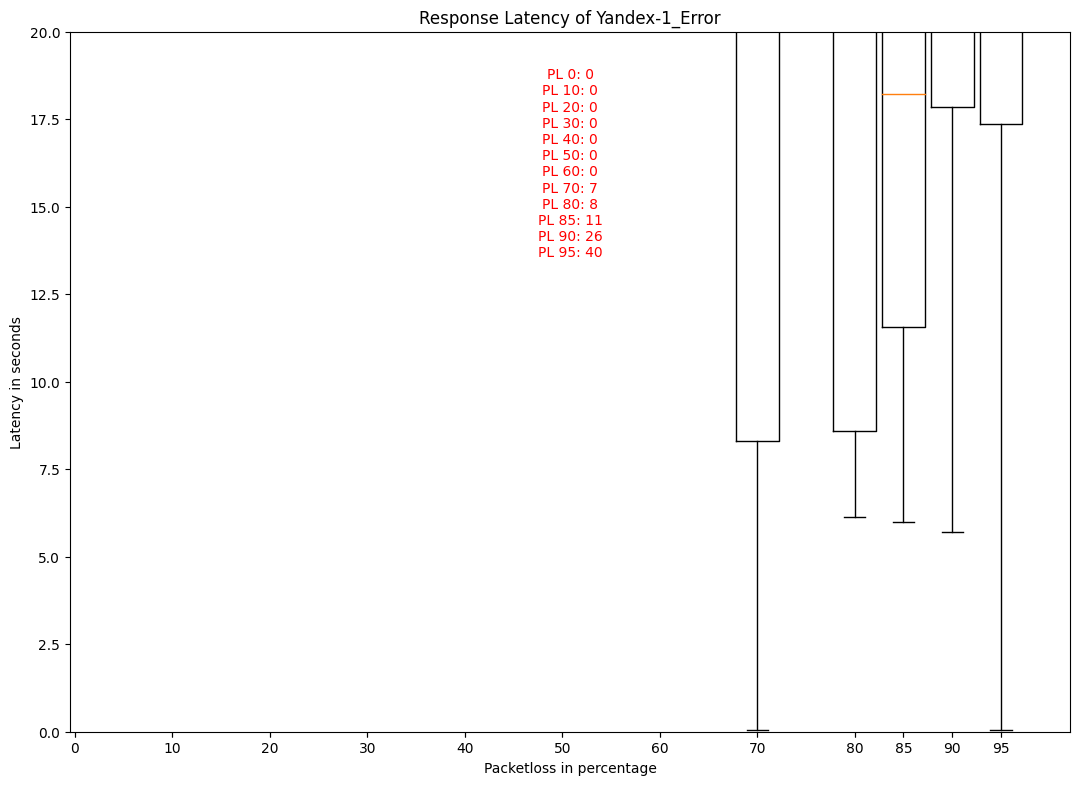 Response Latency of Yandex-1_Error
20.0
17.5
15.0
12.5
10.0
7.5
5.0
2.5
0.0
Latency in seconds
PL 0: 0
PL 10: 0
PL 20: 0
PL 30: 0
PL 40: 0
PL 50: 0
PL 60: 0
PL 70: 7
PL 80: 8
PL 85: 11
PL 90: 26
PL 95: 40
0 10 20 30 40 50 60 70 80 85 90 95
Packetloss in percentage